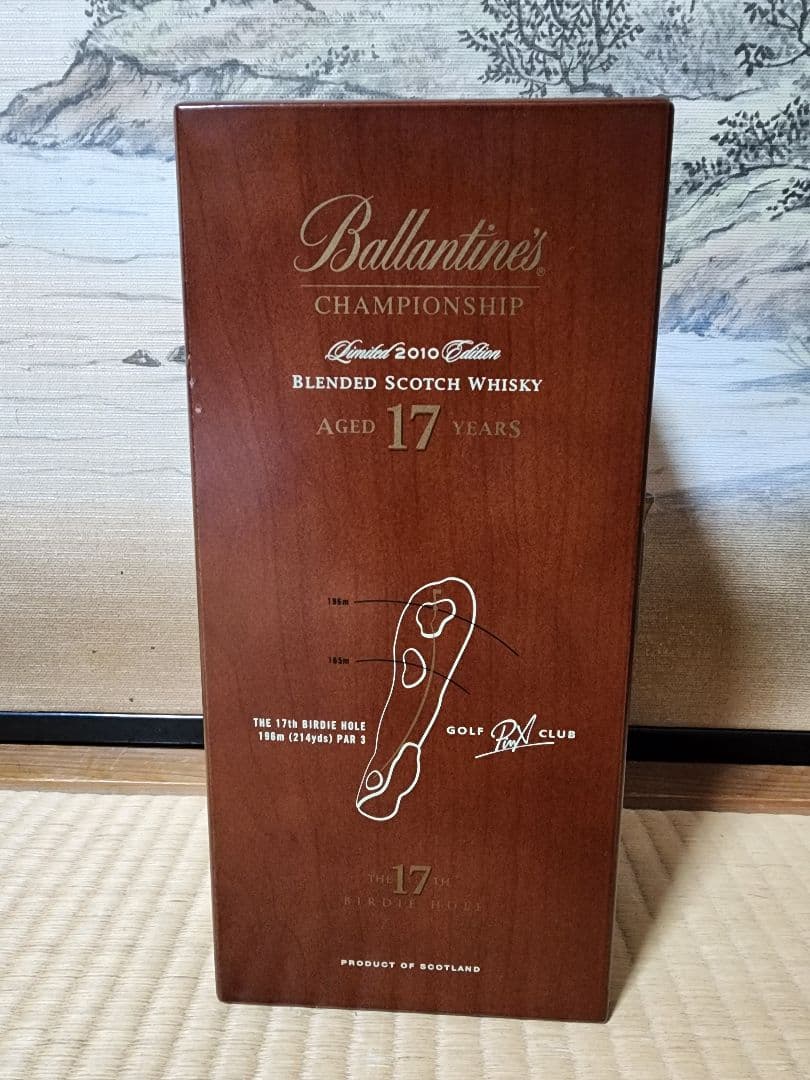 Ballantine's®
CHAMPIONSHIP
Limited 2010 Edition
BLENDED SCOTCH WHISKY
AGED 17 YEARS
196m
165m
THE 17th BIRDIE HOLE
196m (214yds) PAR 3
GOLF PinX CLUB
THE 17TH
BIRDIE HOLE
PRODUCT OF SCOTLAND